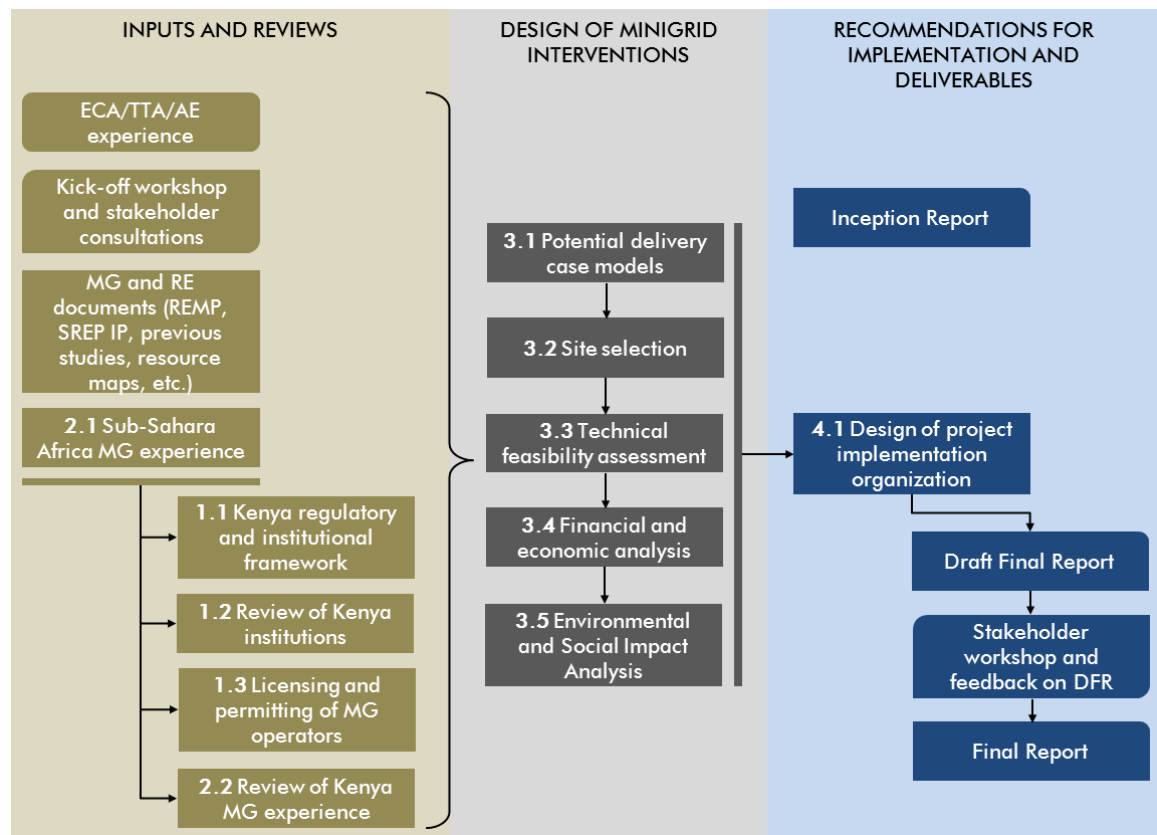 INPUTS AND REVIEWS
ECA/TTA/AE
experience
Kick-off workshop
and stakeholder
consultations
MG and RE
documents (REMP,
SREP IP, previous
studies, resource
maps, etc.)
2.1 Sub-Sahara
Africa MG experience
1.1 Kenya regulatory
and institutional
framework
1.2 Review of Kenya
institutions
1.3 Licensing and
permitting of MG
operators
2.2 Review of Kenya
MG experience
DESIGN OF MINIGRID
INTERVENTIONS
3.1 Potential delivery
case models
3.2 Site selection
3.3 Technical
feasibility assessment
3.4 Financial and
economic analysis
3.5 Environmental
and Social Impact
Analysis
RECOMMENDATIONS FOR
IMPLEMENTATION AND
DELIVERABLES
Inception Report
4.1 Design of project
implementation
organization
Draft Final Report
Stakeholder
workshop and
feedback on DFR
Final Report